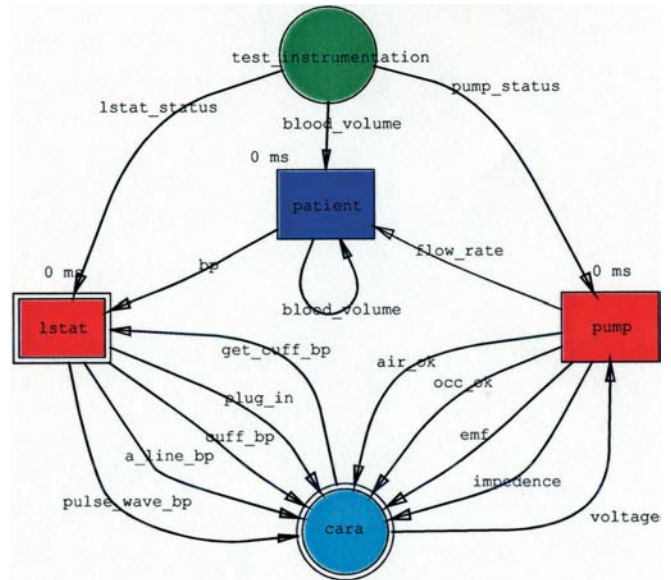 test_instrumentation
lstat_status
pump_status
blood_volume
0 ms
patient
flow_rate
bp
0 ms
0 ms
blood_volume
lstat
pump
get_cuff_bp
air_ok
occ_ok
plug_in
cuff_bp
emf
a_line_bp
impedence
pulse_wave_bp
voltage
cara